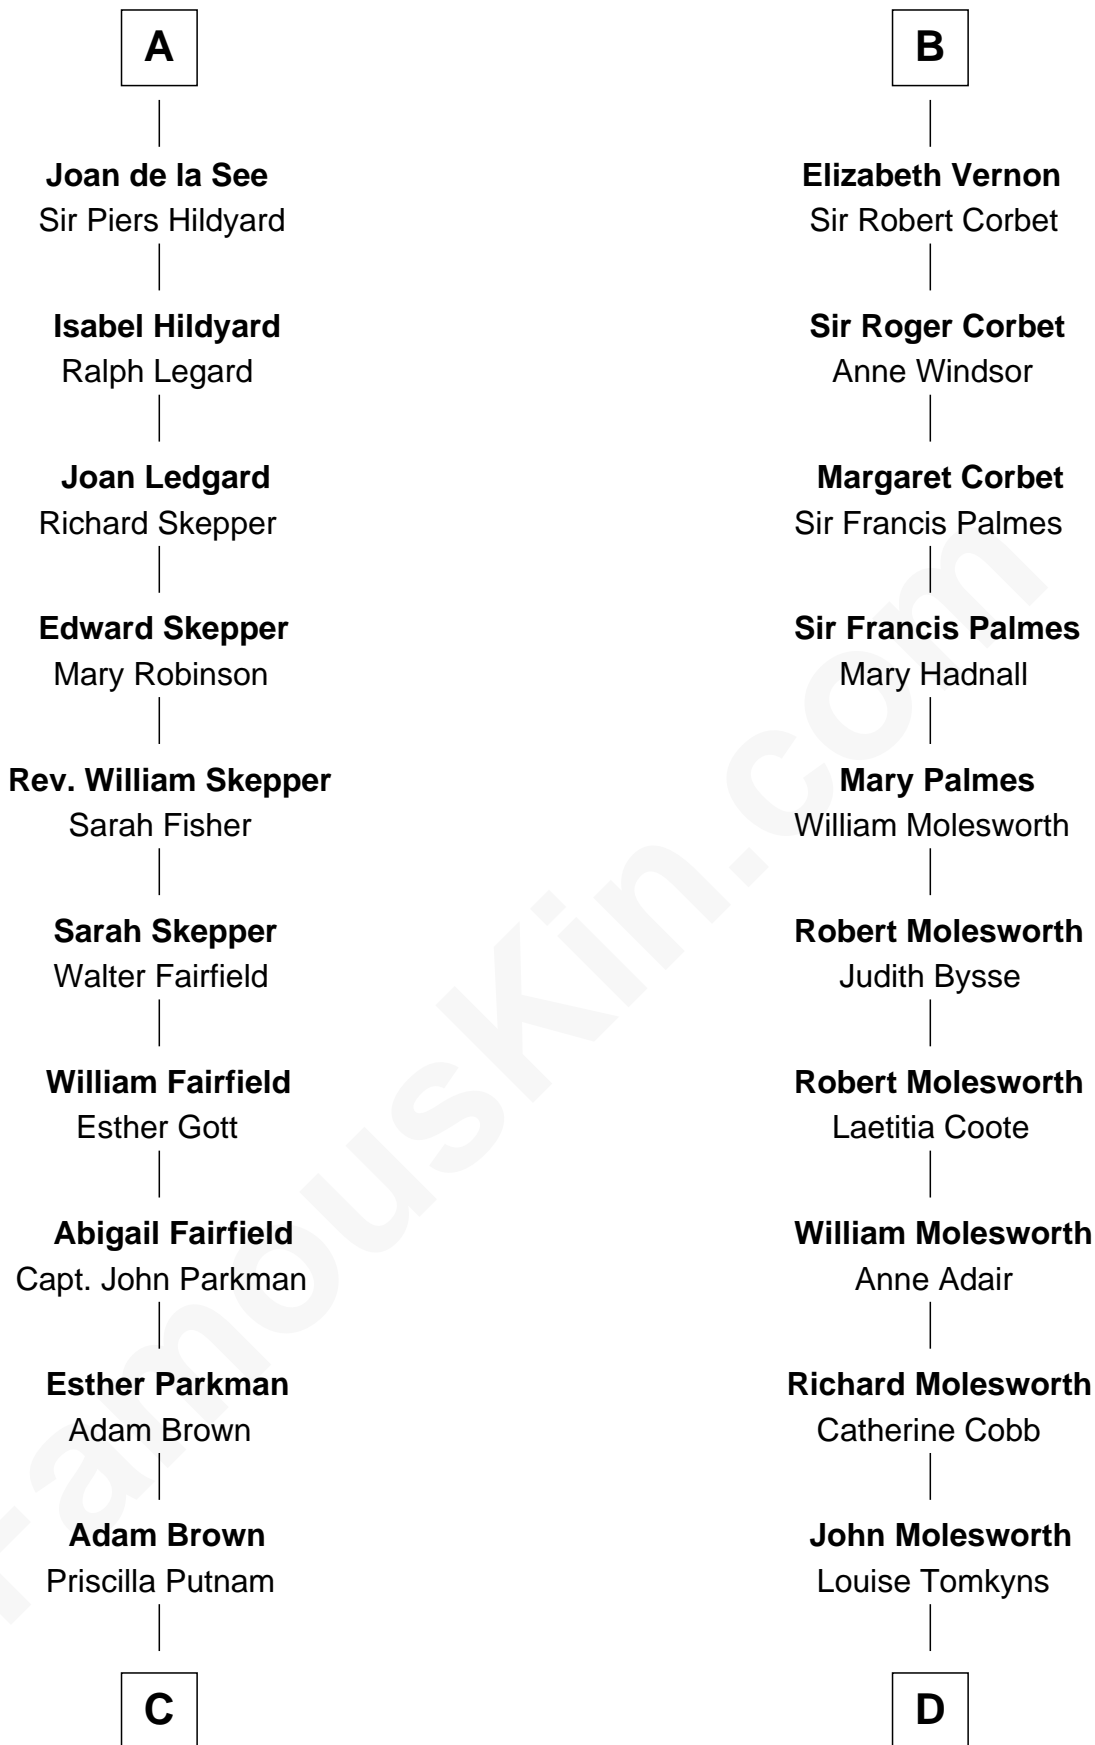 A
Joan de la See
Sir Piers Hildyard
Isabel Hildyard
Ralph Legard
Joan Ledgard
Richard Skepper
Edward Skepper
Mary Robinson
Rev. William Skepper
Sarah Fisher
Sarah Skepper
Walter Fairfield
William Fairfield
Esther Gott
Abigail Fairfield
Capt. John Parkman
Esther Parkman
Adam Brown
Adam Brown
Priscilla Putnam
C
B
Elizabeth Vernon
Sir Robert Corbet
Sir Roger Corbet
Anne Windsor
Margaret Corbet
Sir Francis Palmes
Sir Francis Palmes
Mary Hadnall
Mary Palmes
William Molesworth
Robert Molesworth
Judith Bysse
Robert Molesworth
Laetitia Coote
William Molesworth
Anne Adair
Richard Molesworth
Catherine Cobb
John Molesworth
Louise Tomkyns
D
FamousKin.com